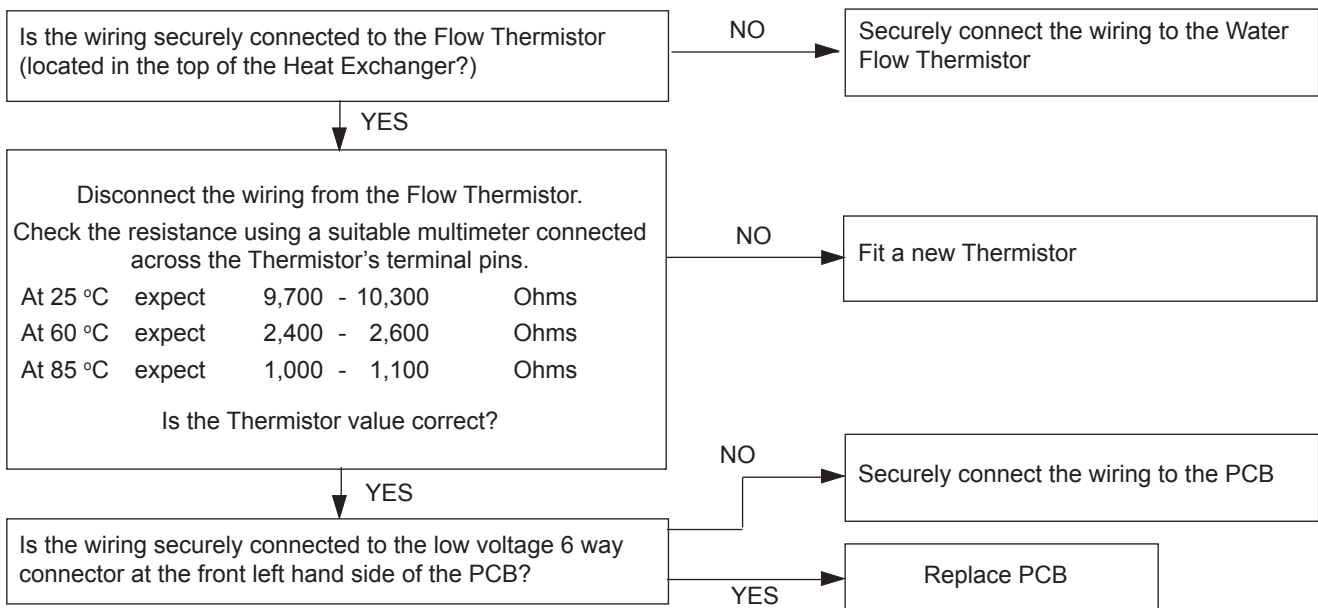 Is the wiring securely connected to the Flow Thermistor
(located in the top of the Heat Exchanger?)
NO
Securely connect the wiring to the Water
Flow Thermistor
YES
Disconnect the wiring from the Flow Thermistor.
Check the resistance using a suitable multimeter connected
across the Thermistor's terminal pins.
At 25 ºC expect 9,700 - 10,300 Ohms
At 60 ºC expect 2,400 - 2,600 Ohms
At 85 ºC expect 1,000 - 1,100 Ohms
Is the Thermistor value correct?
NO
Fit a new Thermistor
YES
Is the wiring securely connected to the low voltage 6 way
connector at the front left hand side of the PCB?
NO
Securely connect the wiring to the PCB
YES
Replace PCB